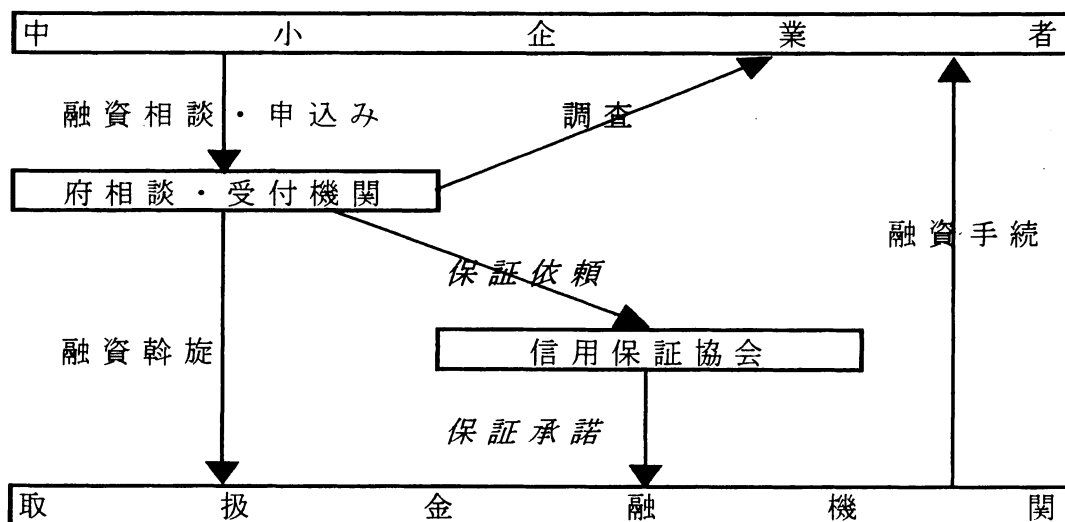 中小企業者
融資相談・申込み
調査
府相談・受付機関
融資手続
保証依頼
融資斡旋
信用保証協会
保証承諾
取扱金融機関